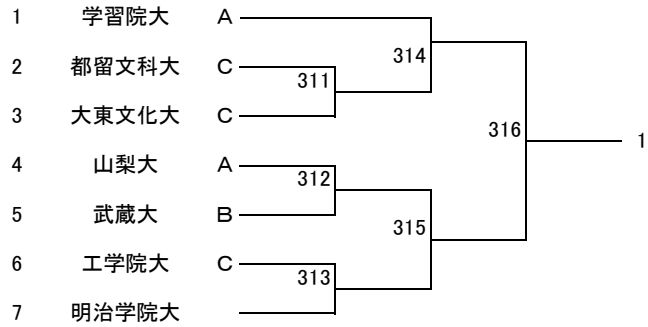 1 学習院大 A
314
2 都留文科大 C
311
3 大東文化大 C
316
1
4 山梨大 A
312
5 武蔵大 B
315
6 工学院大 C
313
7 明治学院大